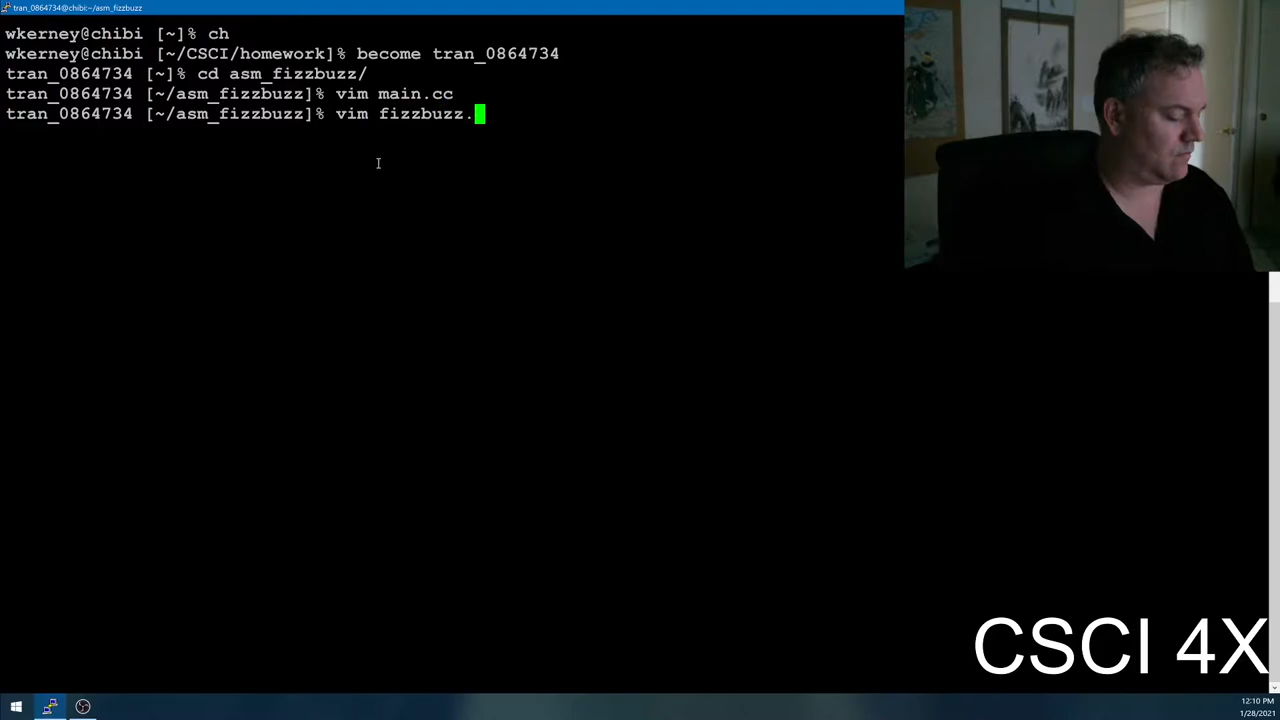 tran_0864734@chibi:~/asm_fizzbuzz
wkerney@chibi [~]% ch
wkerney@chibi [~/CSCI/homework]% become tran_0864734
tran_0864734 [~]% cd asm_fizzbuzz/
tran_0864734 [~/asm_fizzbuzz]% vim main.cc
tran_0864734 [~/asm_fizzbuzz]% vim fizzbuzz.
CSCI 4X
12:10 PM
1/28/2021